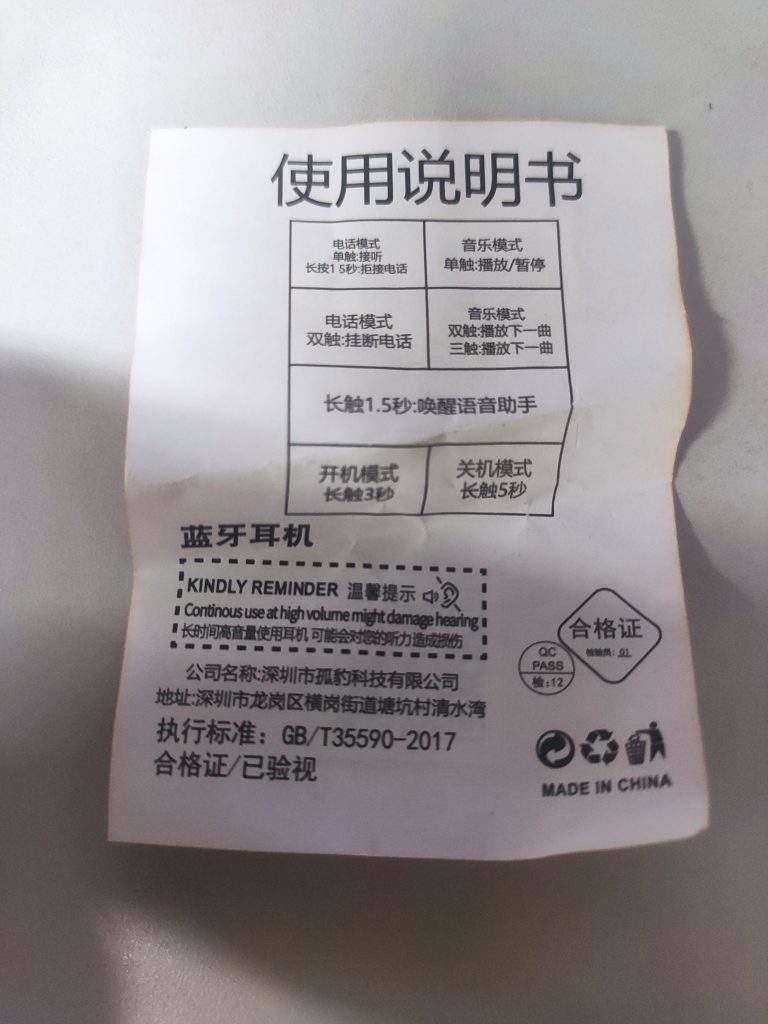 使用说明书
电话模式
单触:接听
长按1 5秒:拒接电话
音乐模式
单触:播放/暂停
电话模式
双触:挂断电话
音乐模式
双触:播放下一曲
三触:播放下一曲
长触1.5秒:唤醒语音助手
开机模式
长触3秒
关机模式
长触5秒
蓝牙耳机
KINDLY REMINDER 温馨提示
Continous use at high volume might damage hearing
长时间高音量使用耳机 可能会对您的听力造成损伤
公司名称:深圳市孤豹科技有限公司
地址:深圳市龙岗区横岗街道塘坑村清水湾
执行标准：GB/T35590-2017
合格证/已验视
合格证
检验员: 01
QC
PASS
检:12
MADE IN CHINA